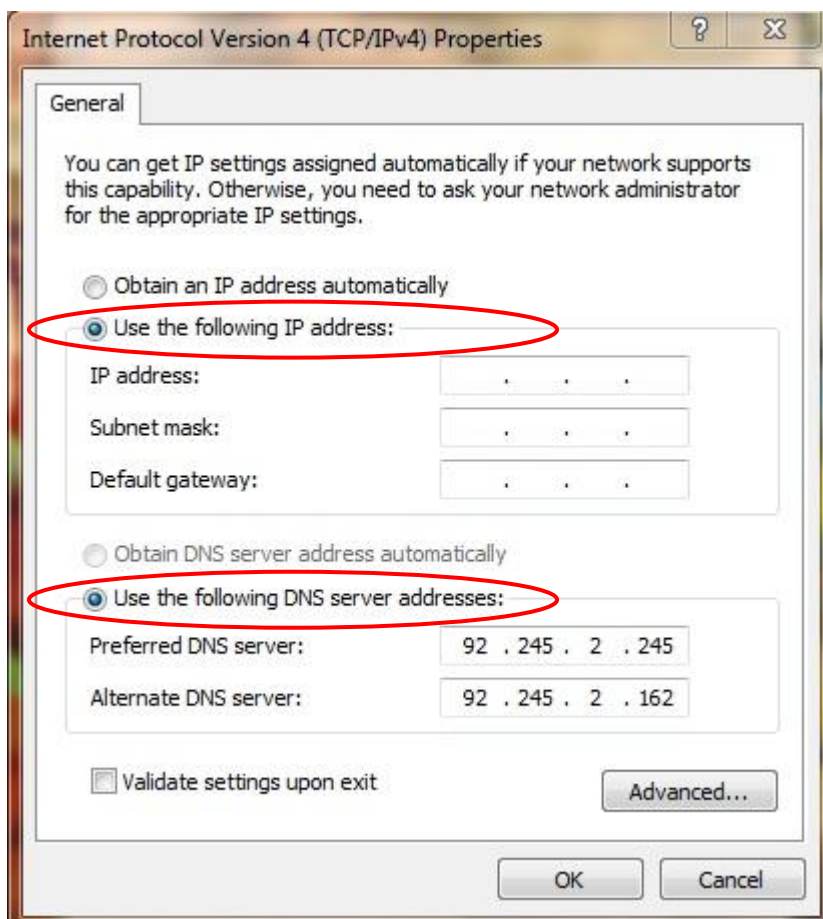 Internet Protocol Version 4 (TCP/IPv4) Properties
?
General
You can get IP settings assigned automatically if your network supports
this capability. Otherwise, you need to ask your network administrator
for the appropriate IP settings.
Obtain an IP address automatically
Use the following IP address:
IP address: . . .
Subnet mask: . . .
Default gateway: . . .
Obtain DNS server address automatically
Use the following DNS server addresses:
Preferred DNS server: 92 . 245 . 2 . 245
Alternate DNS server: 92 . 245 . 2 . 162
Validate settings upon exit
Advanced...
OK Cancel